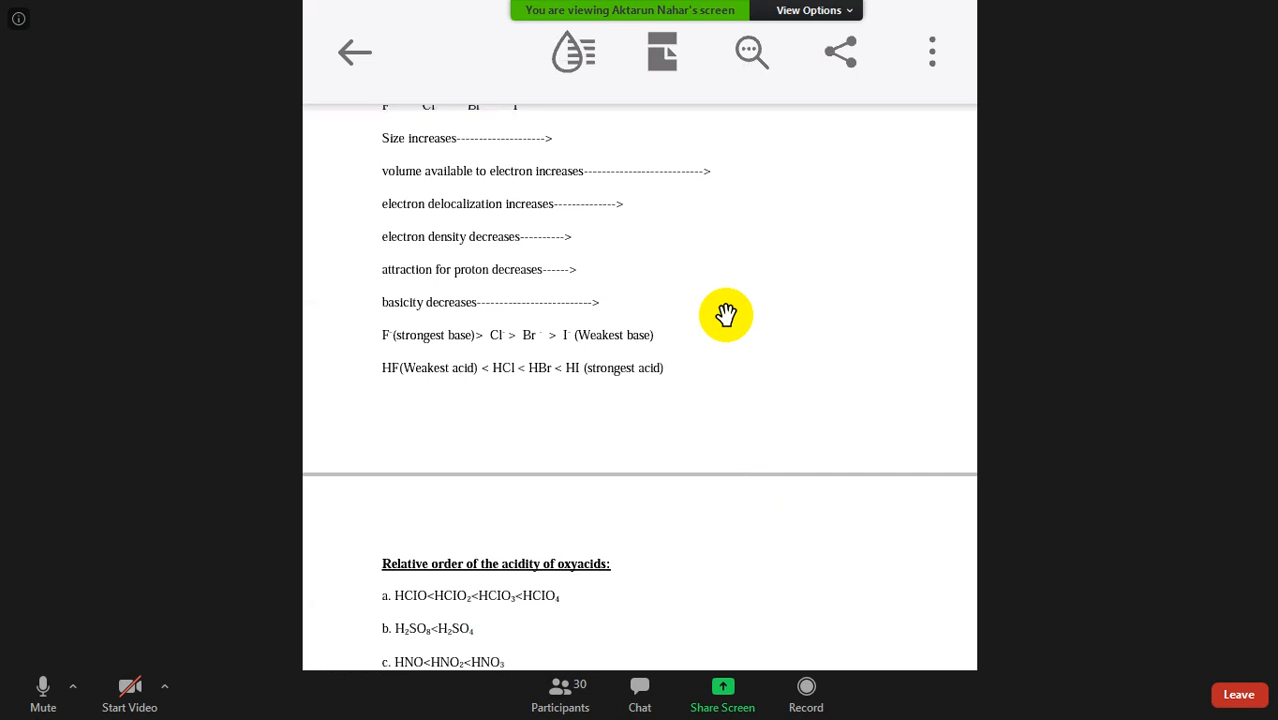 You are viewing Aktarun Nahar's screen View Options
F Cl Br I
Size increases-------------------->
volume available to electron increases--------------------------->
electron delocalization increases-------------->
electron density decreases---------->
attraction for proton decreases------>
basicity decreases-------------------------->
F⁻(strongest base)> Cl⁻ > Br ⁻ > I⁻ (Weakest base)
HF(Weakest acid) < HCl < HBr < HI (strongest acid)
Relative order of the acidity of oxyacids:
a. HClO<HClO₂<HClO₃<HClO₄
b. H₂SO₈<H₂SO₄
c. HNO<HNO₂<HNO₃
Mute Start Video 30 Participants Chat Share Screen Record Leave